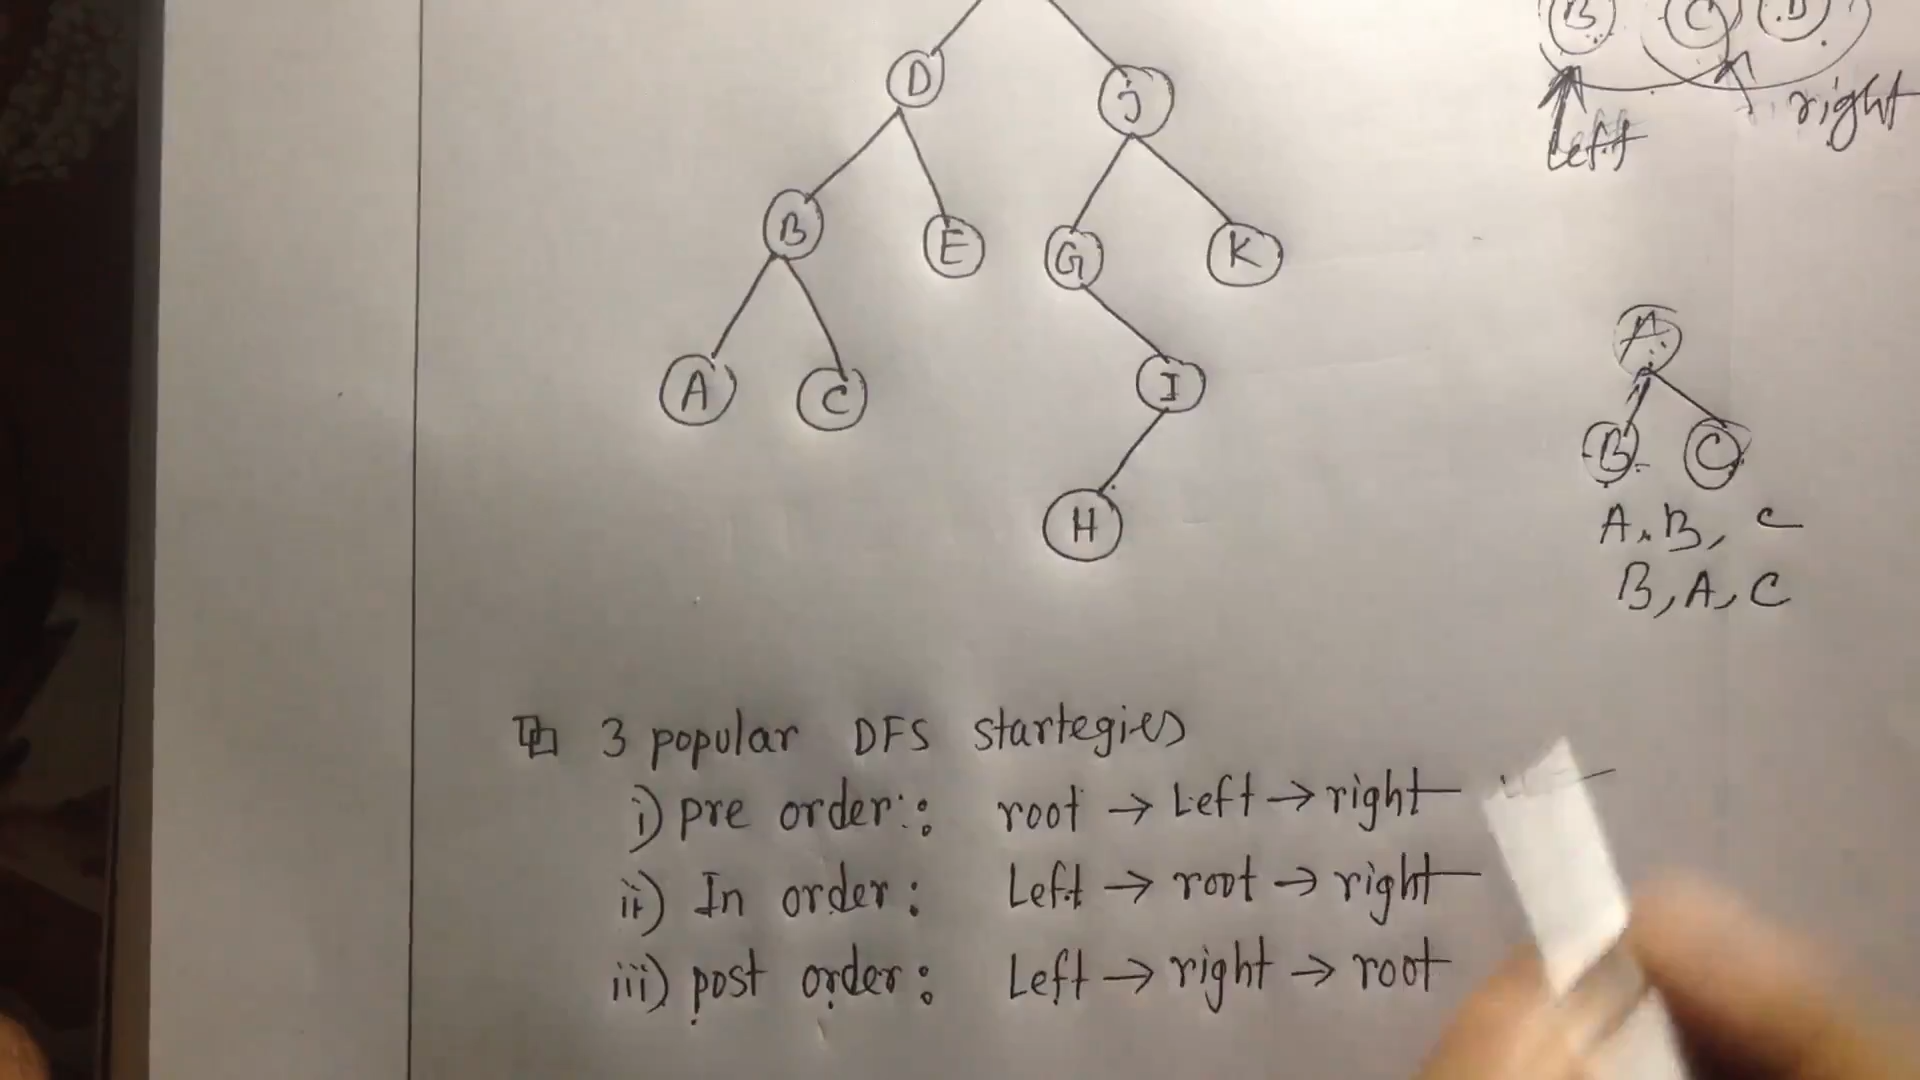 B C D
D j
left right
B E G K
A C I
H
A
B C
A, B, C
B, A, C
3 popular DFS startegies
i) pre order: root → Left → right
ii) In order: Left → root → right
iii) post order: Left → right → root